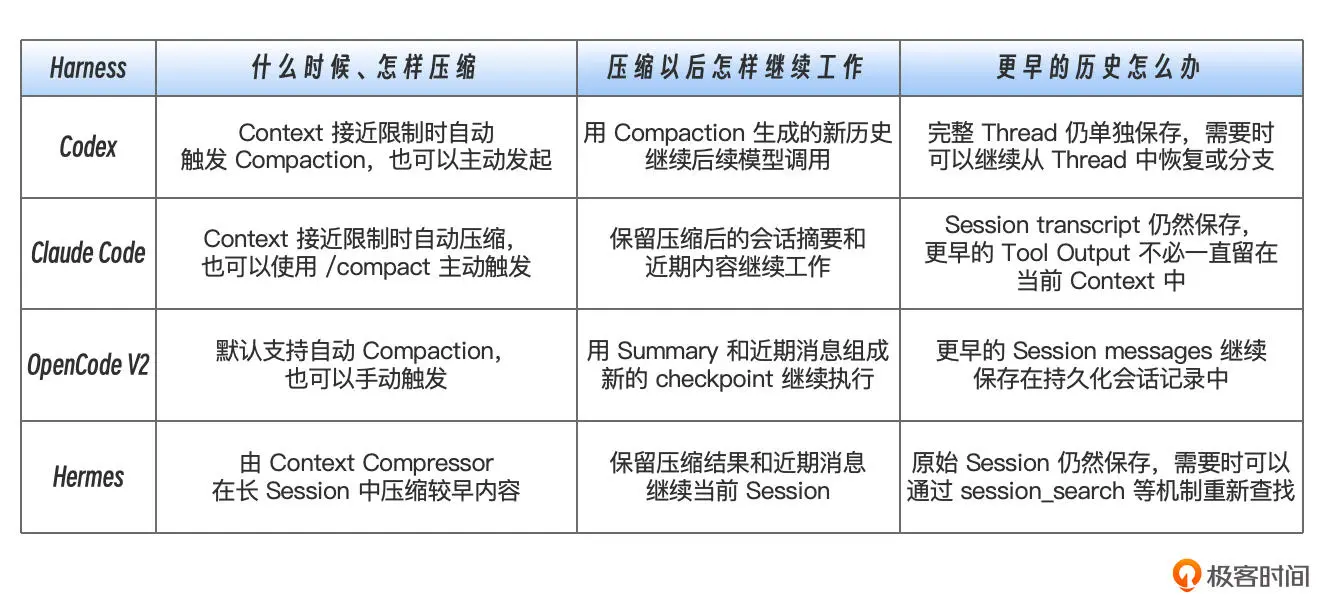 Harness
什么时候、怎样压缩
压缩以后怎样继续工作
更早的历史怎么办
Codex
Context 接近限制时自动
触发 Compaction，也可以主动发起
用 Compaction 生成的新历史
继续后续模型调用
完整 Thread 仍单独保存，需要时
可以继续从 Thread 中恢复或分支
Claude Code
Context 接近限制时自动压缩，
也可以使用 /compact 主动触发
保留压缩后的会话摘要和
近期内容继续工作
Session transcript 仍然保存，
更早的 Tool Output 不必一直留在
当前 Context 中
OpenCode V2
默认支持自动 Compaction，
也可以手动触发
用 Summary 和近期消息组成
新的 checkpoint 继续执行
更早的 Session messages 继续
保存在持久化会话记录中
Hermes
由 Context Compressor
在长 Session 中压缩较早内容
保留压缩结果和近期消息
继续当前 Session
原始 Session 仍然保存，需要时可以
通过 session_search 等机制重新查找
极客时间